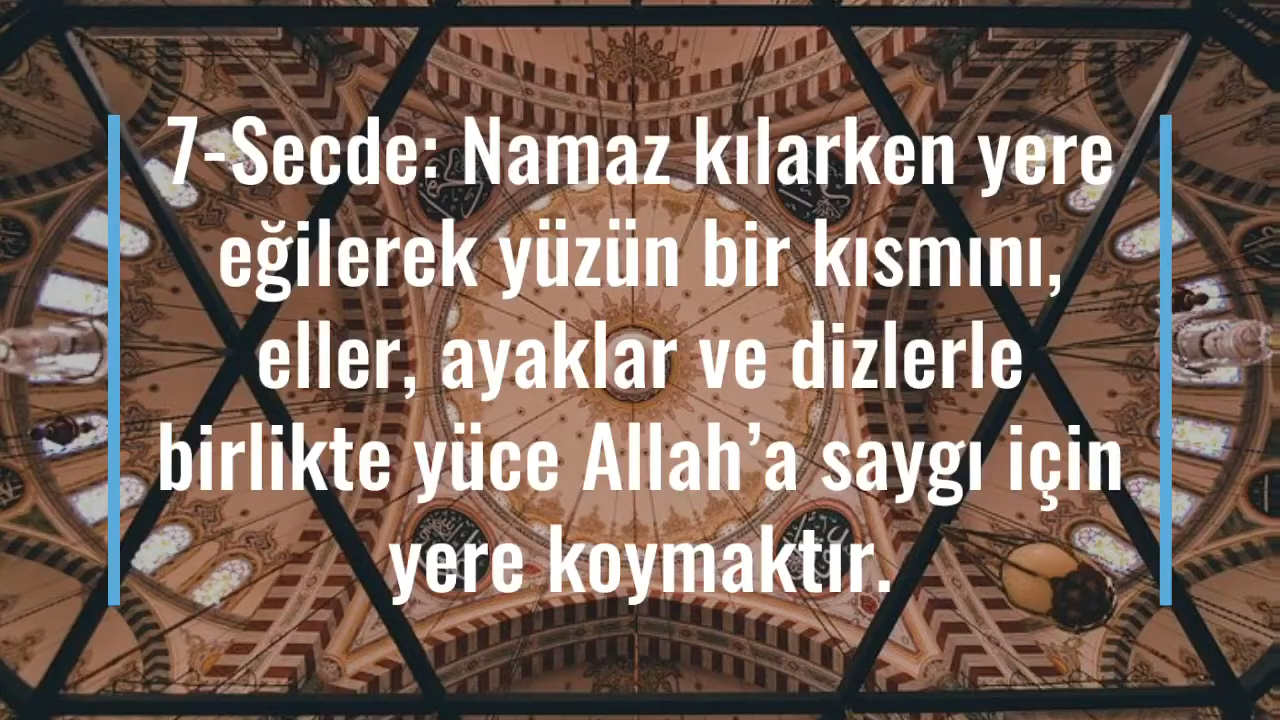 7-Secde: Namaz kılarken yere
eğilerek yüzün bir kısmını,
eller, ayaklar ve dizlerle
birlikte yüce Allah’a saygı için
yere koymaktır.